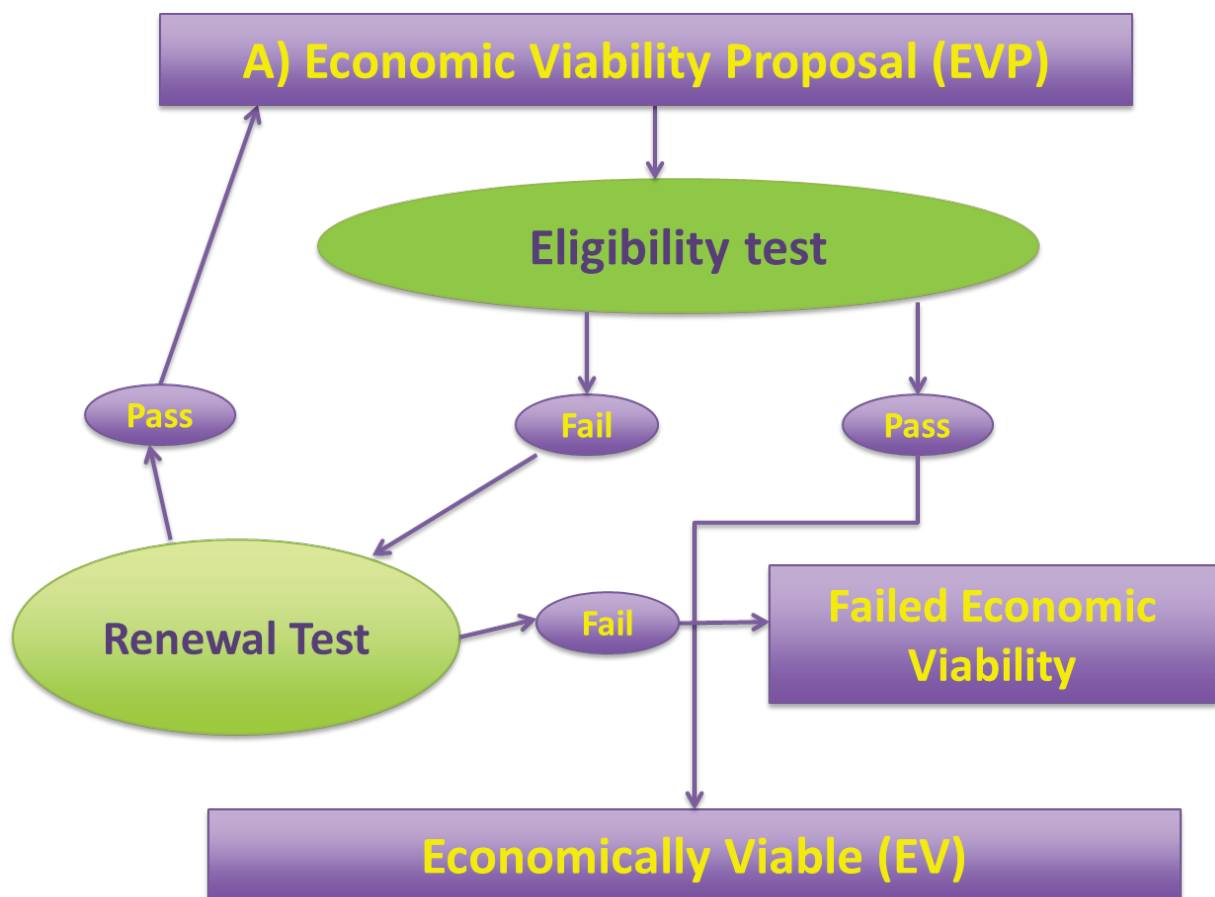 A) Economic Viability Proposal (EVP)
Eligibility test
Pass
Fail
Pass
Renewal Test
Fail
Failed Economic
Viability
Economically Viable (EV)